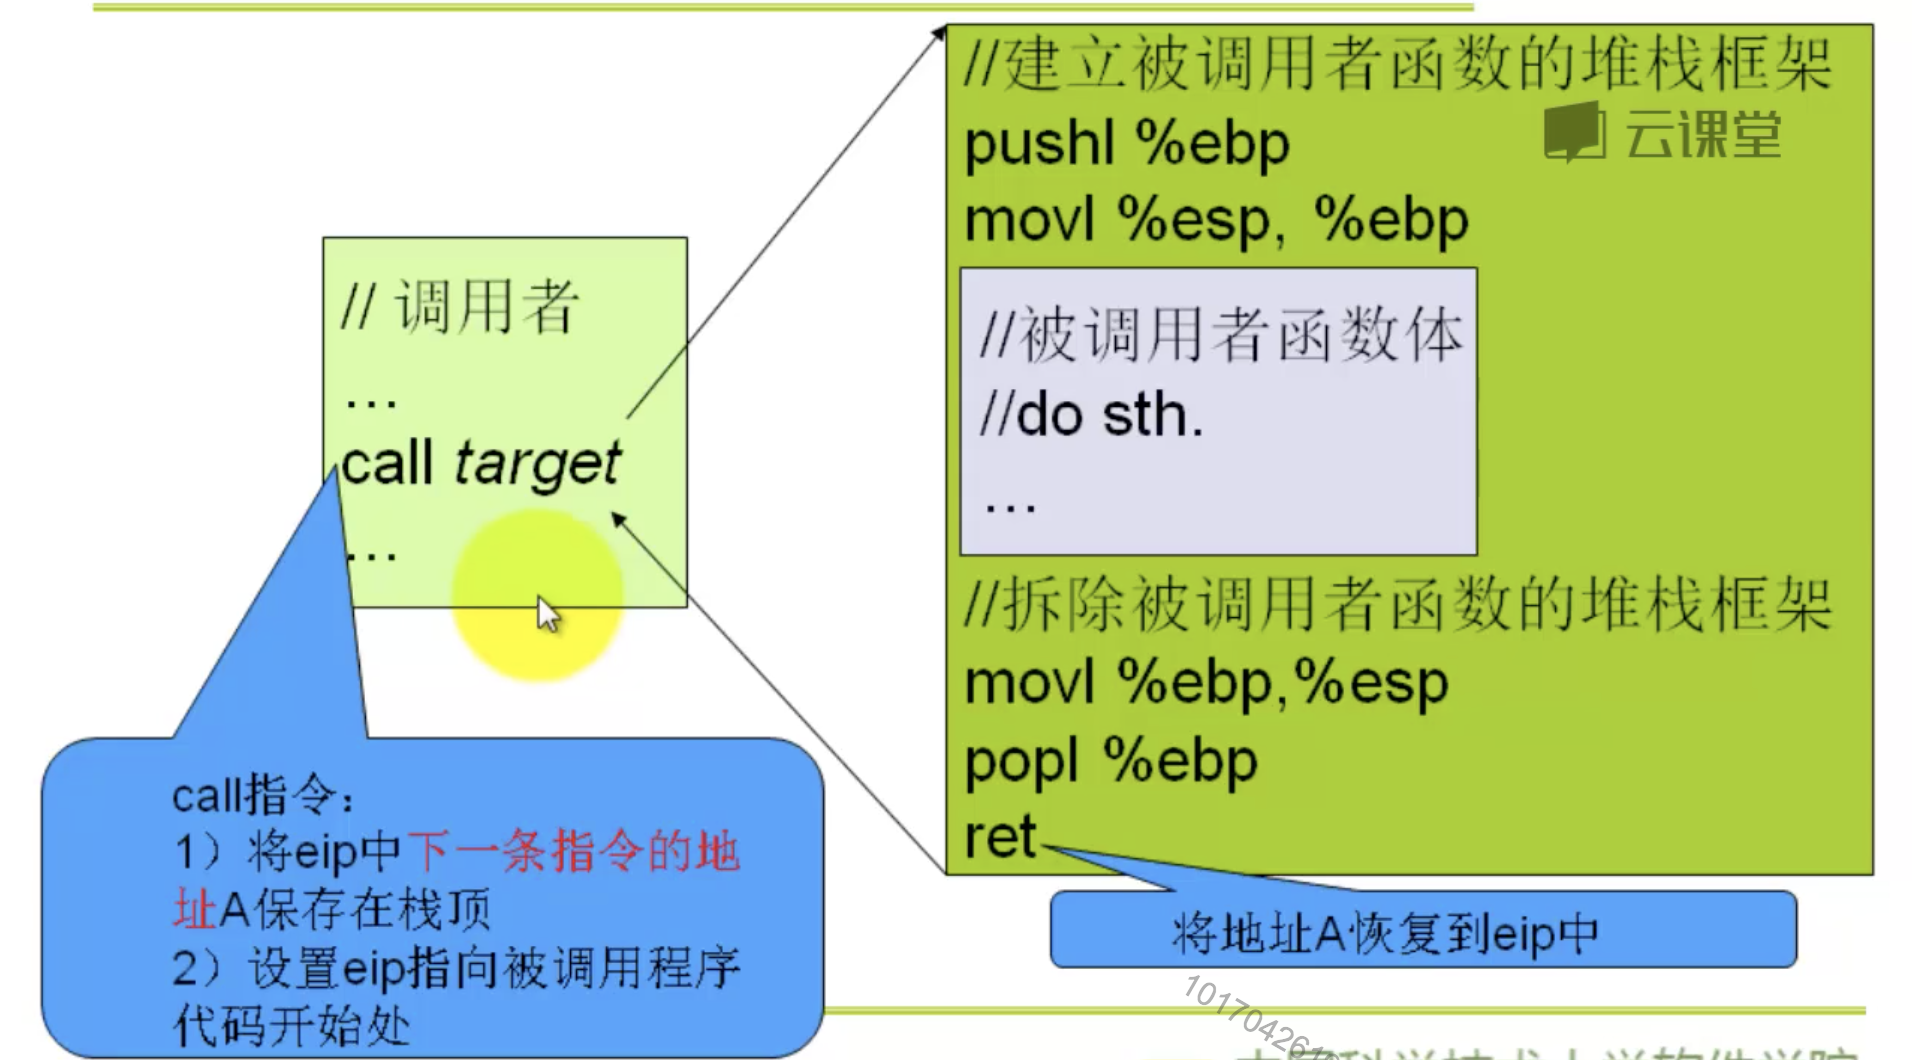 //建立被调用者函数的堆栈框架
pushl %ebp
云课堂
movl %esp, %ebp
//被调用者函数体
//do sth.
…
//拆除被调用者函数的堆栈框架
movl %ebp,%esp
popl %ebp
ret
将地址A恢复到eip中
// 调用者
…
call target
…
call指令：
1）将eip中下一条指令的地
址A保存在栈顶
2）设置eip指向被调用程序
代码开始处